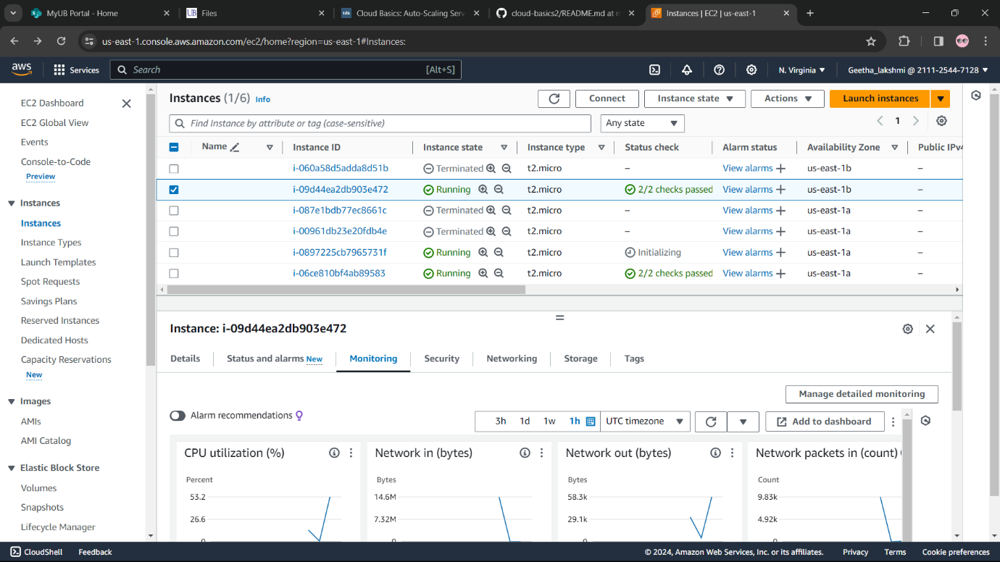 MyUB Portal - Home
UB Files
tds Cloud Basics: Auto-Scaling Serv
cloud-basics2/README.md at m
Instances | EC2 | us-east-1
us-east-1.console.aws.amazon.com/ec2/home?region=us-east-1#Instances:
aws Services Search [Alt+S] N. Virginia Geetha_lakshmi @ 2111-2544-7128
EC2 Dashboard
EC2 Global View
Events
Console-to-Code
Preview
Instances
Instances
Instance Types
Launch Templates
Spot Requests
Savings Plans
Reserved Instances
Dedicated Hosts
Capacity Reservations
New
Images
AMIs
AMI Catalog
Elastic Block Store
Volumes
Snapshots
Lifecycle Manager
Instances (1/6) Info Connect Instance state Actions Launch instances
Find Instance by attribute or tag (case-sensitive) Any state 1
Name Instance ID Instance state Instance type Status check Alarm status Availability Zone Public IPv4
i-060a58d5adda8d51b Terminated t2.micro – View alarms + us-east-1b –
i-09d44ea2db903e472 Running t2.micro 2/2 checks passed View alarms + us-east-1b –
i-087e1bdb77ec8661c Terminated t2.micro – View alarms + us-east-1a –
i-00961db23e20fdb4e Terminated t2.micro – View alarms + us-east-1a –
i-0897225cb7965731f Running t2.micro Initializing View alarms + us-east-1a –
i-06ce810bf4ab89583 Running t2.micro 2/2 checks passed View alarms + us-east-1a –
Instance: i-09d44ea2db903e472
Details Status and alarms New Monitoring Security Networking Storage Tags
Manage detailed monitoring
Alarm recommendations 3h 1d 1w 1h UTC timezone Add to dashboard
CPU utilization (%) Network in (bytes) Network out (bytes) Network packets in (count)
Percent Bytes Bytes Count
53.2 14.6M 58.3k 9.83k
26.6 7.32M 29.1k 4.92k
0 0 0 0
CloudShell Feedback © 2024, Amazon Web Services, Inc. or its affiliates. Privacy Terms Cookie preferences